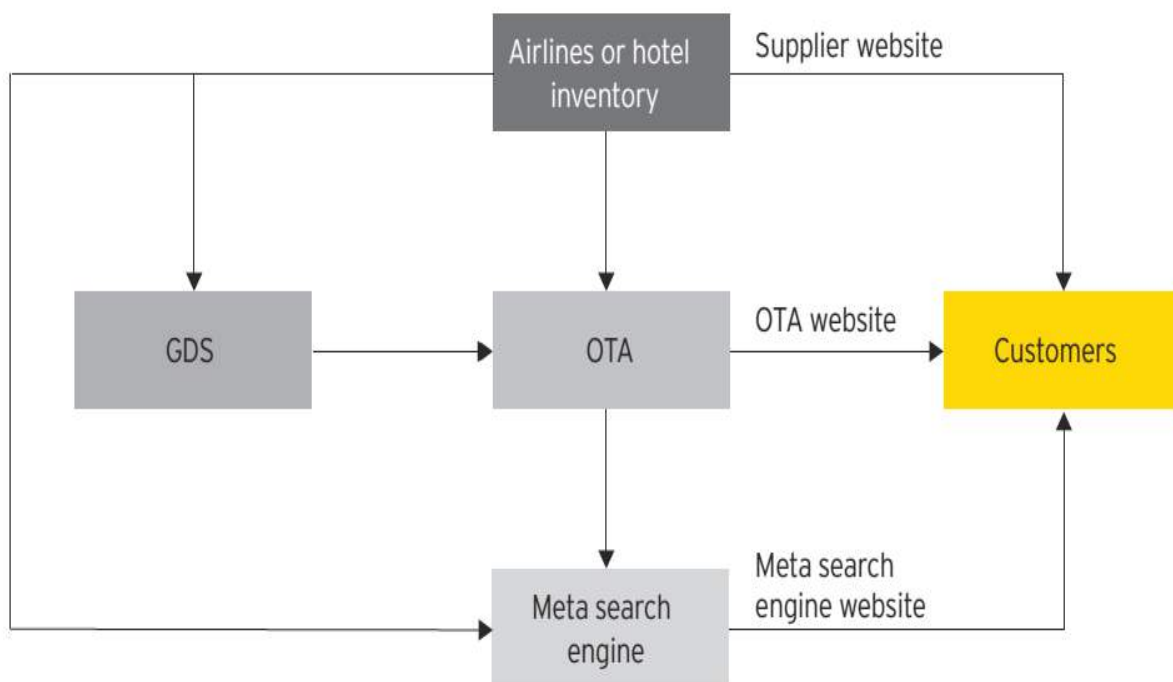 Airlines or hotel
inventory
Supplier website
GDS
OTA
OTA website
Customers
Meta search
engine
Meta search
engine website